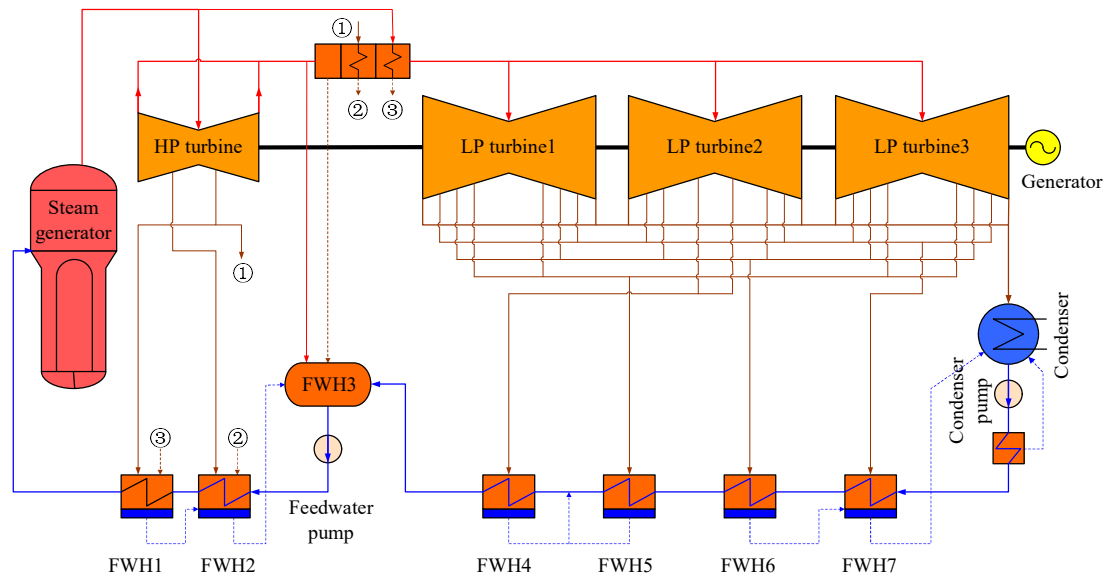 ①
② ③
HP turbine
LP turbine1
LP turbine2
LP turbine3
Generator
Steam
generator
①
Condenser
Condenser
pump
FWH3
③ ②
Feedwater
pump
FWH1
FWH2
FWH4
FWH5
FWH6
FWH7